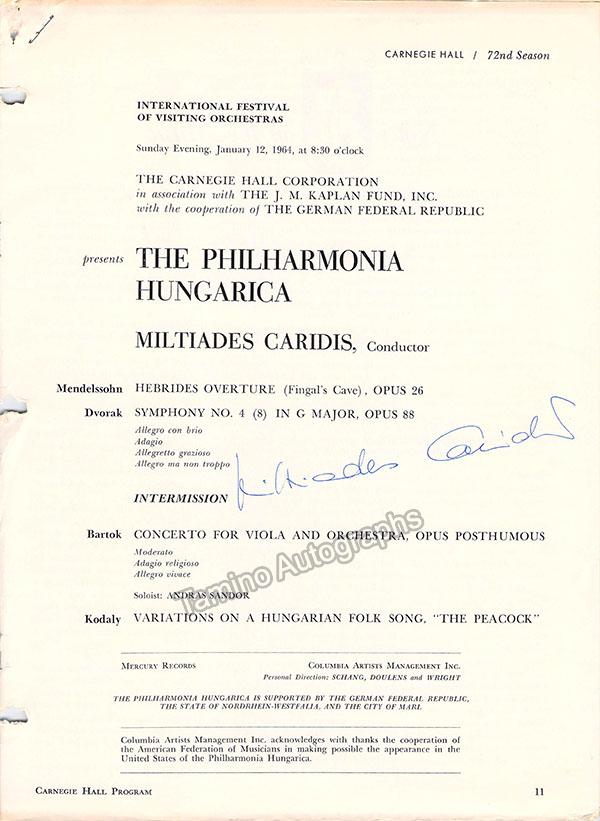 CARNEGIE HALL / 72nd Season
INTERNATIONAL FESTIVAL
OF VISITING ORCHESTRAS
Sunday Evening, January 12, 1964, at 8:30 o'clock
THE CARNEGIE HALL CORPORATION
in association with THE J. M. KAPLAN FUND, INC.
with the cooperation of THE GERMAN FEDERAL REPUBLIC
presents THE PHILHARMONIA
HUNGARICA
MILTIADES CARIDIS, Conductor
Mendelssohn HEBRIDES OVERTURE (Fingal's Cave), OPUS 26
Dvorak SYMPHONY NO. 4 (8) IN G MAJOR, OPUS 88
Allegro con brio
Adagio
Allegretto grazioso
Allegro ma non troppo
Miltiades Caridis
INTERMISSION
Bartok CONCERTO FOR VIOLA AND ORCHESTRA, OPUS POSTHUMOUS
Moderato
Adagio religioso
Allegro vivace
Soloist: ANDRAS SANDOR
Tamino Autographs
Kodaly VARIATIONS ON A HUNGARIAN FOLK SONG, "THE PEACOCK"
MERCURY RECORDS COLUMBIA ARTISTS MANAGEMENT INC.
Personal Direction: SCHANG, DOULENS and WRIGHT
THE PHILHARMONIA HUNGARICA IS SUPPORTED BY THE GERMAN FEDERAL REPUBLIC,
THE STATE OF NORDRHEIN-WESTFALIA, AND THE CITY OF MARL
Columbia Artists Management Inc. acknowledges with thanks the cooperation of
the American Federation of Musicians in making possible the appearance in the
United States of the Philharmonia Hungarica.
CARNEGIE HALL PROGRAM 11